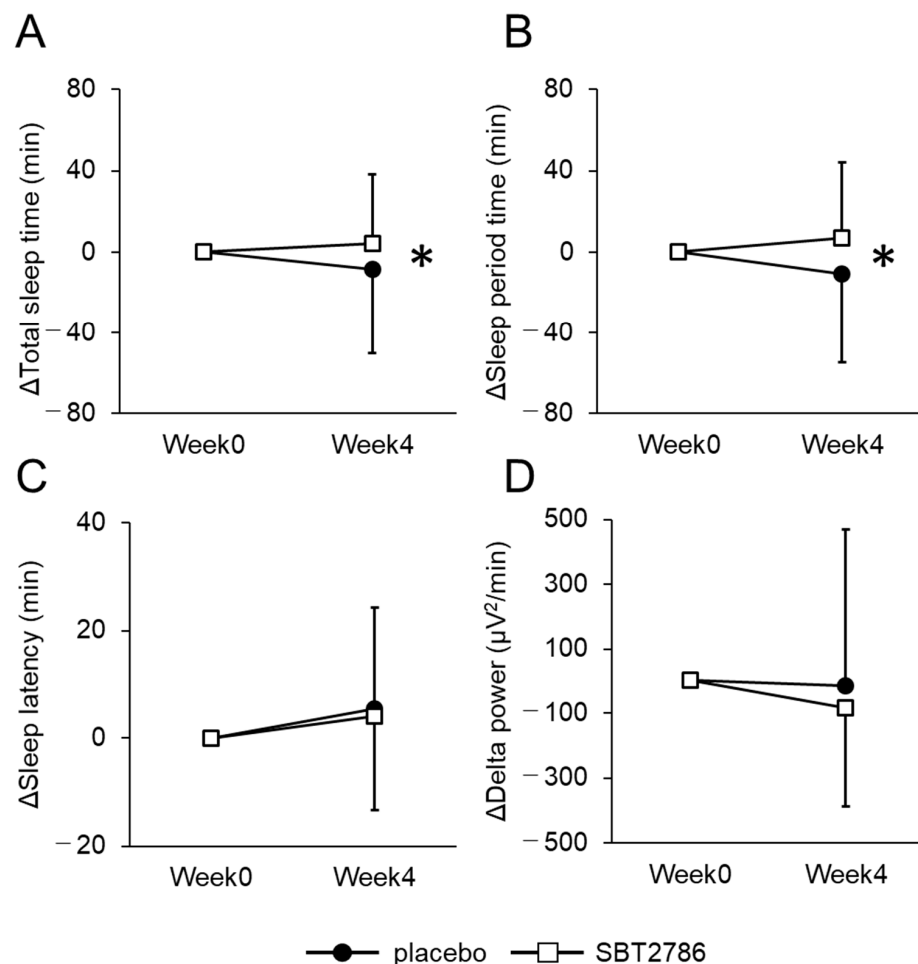 A
ΔTotal sleep time (min)
80
40
0
−40
−80
Week0 Week4
*
B
ΔSleep period time (min)
80
40
0
−40
−80
Week0 Week4
*
C
ΔSleep latency (min)
40
20
0
−20
Week0 Week4
D
ΔDelta power (μV²/min)
500
300
100
−100
−300
−500
Week0 Week4
placebo SBT2786